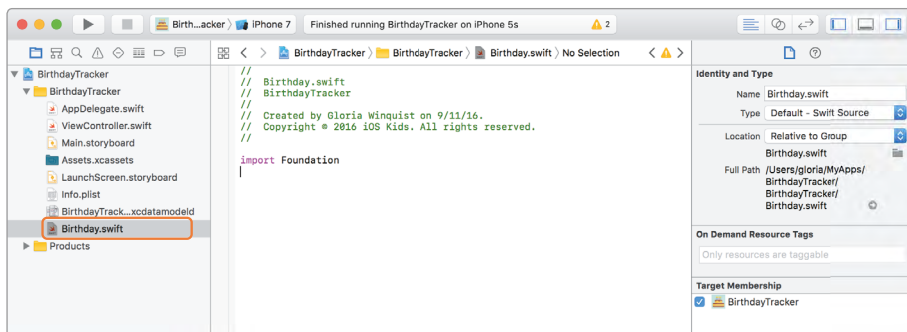 Birth...acker
iPhone 7
Finished running BirthdayTracker on iPhone 5s
2
BirthdayTracker
BirthdayTracker
AppDelegate.swift
ViewController.swift
Main.storyboard
Assets.xcassets
LaunchScreen.storyboard
Info.plist
BirthdayTrack...xcdatamodeld
Birthday.swift
Products
BirthdayTracker
BirthdayTracker
Birthday.swift
No Selection
//
//  Birthday.swift
//  BirthdayTracker
//
//  Created by Gloria Winquist on 9/11/16.
//  Copyright © 2016 iOS Kids. All rights reserved.
//
import Foundation
Identity and Type
Name Birthday.swift
Type Default - Swift Source
Location Relative to Group
Birthday.swift
Full Path /Users/gloria/MyApps/
BirthdayTracker/
BirthdayTracker/
Birthday.swift
On Demand Resource Tags
Only resources are taggable
Target Membership
BirthdayTracker